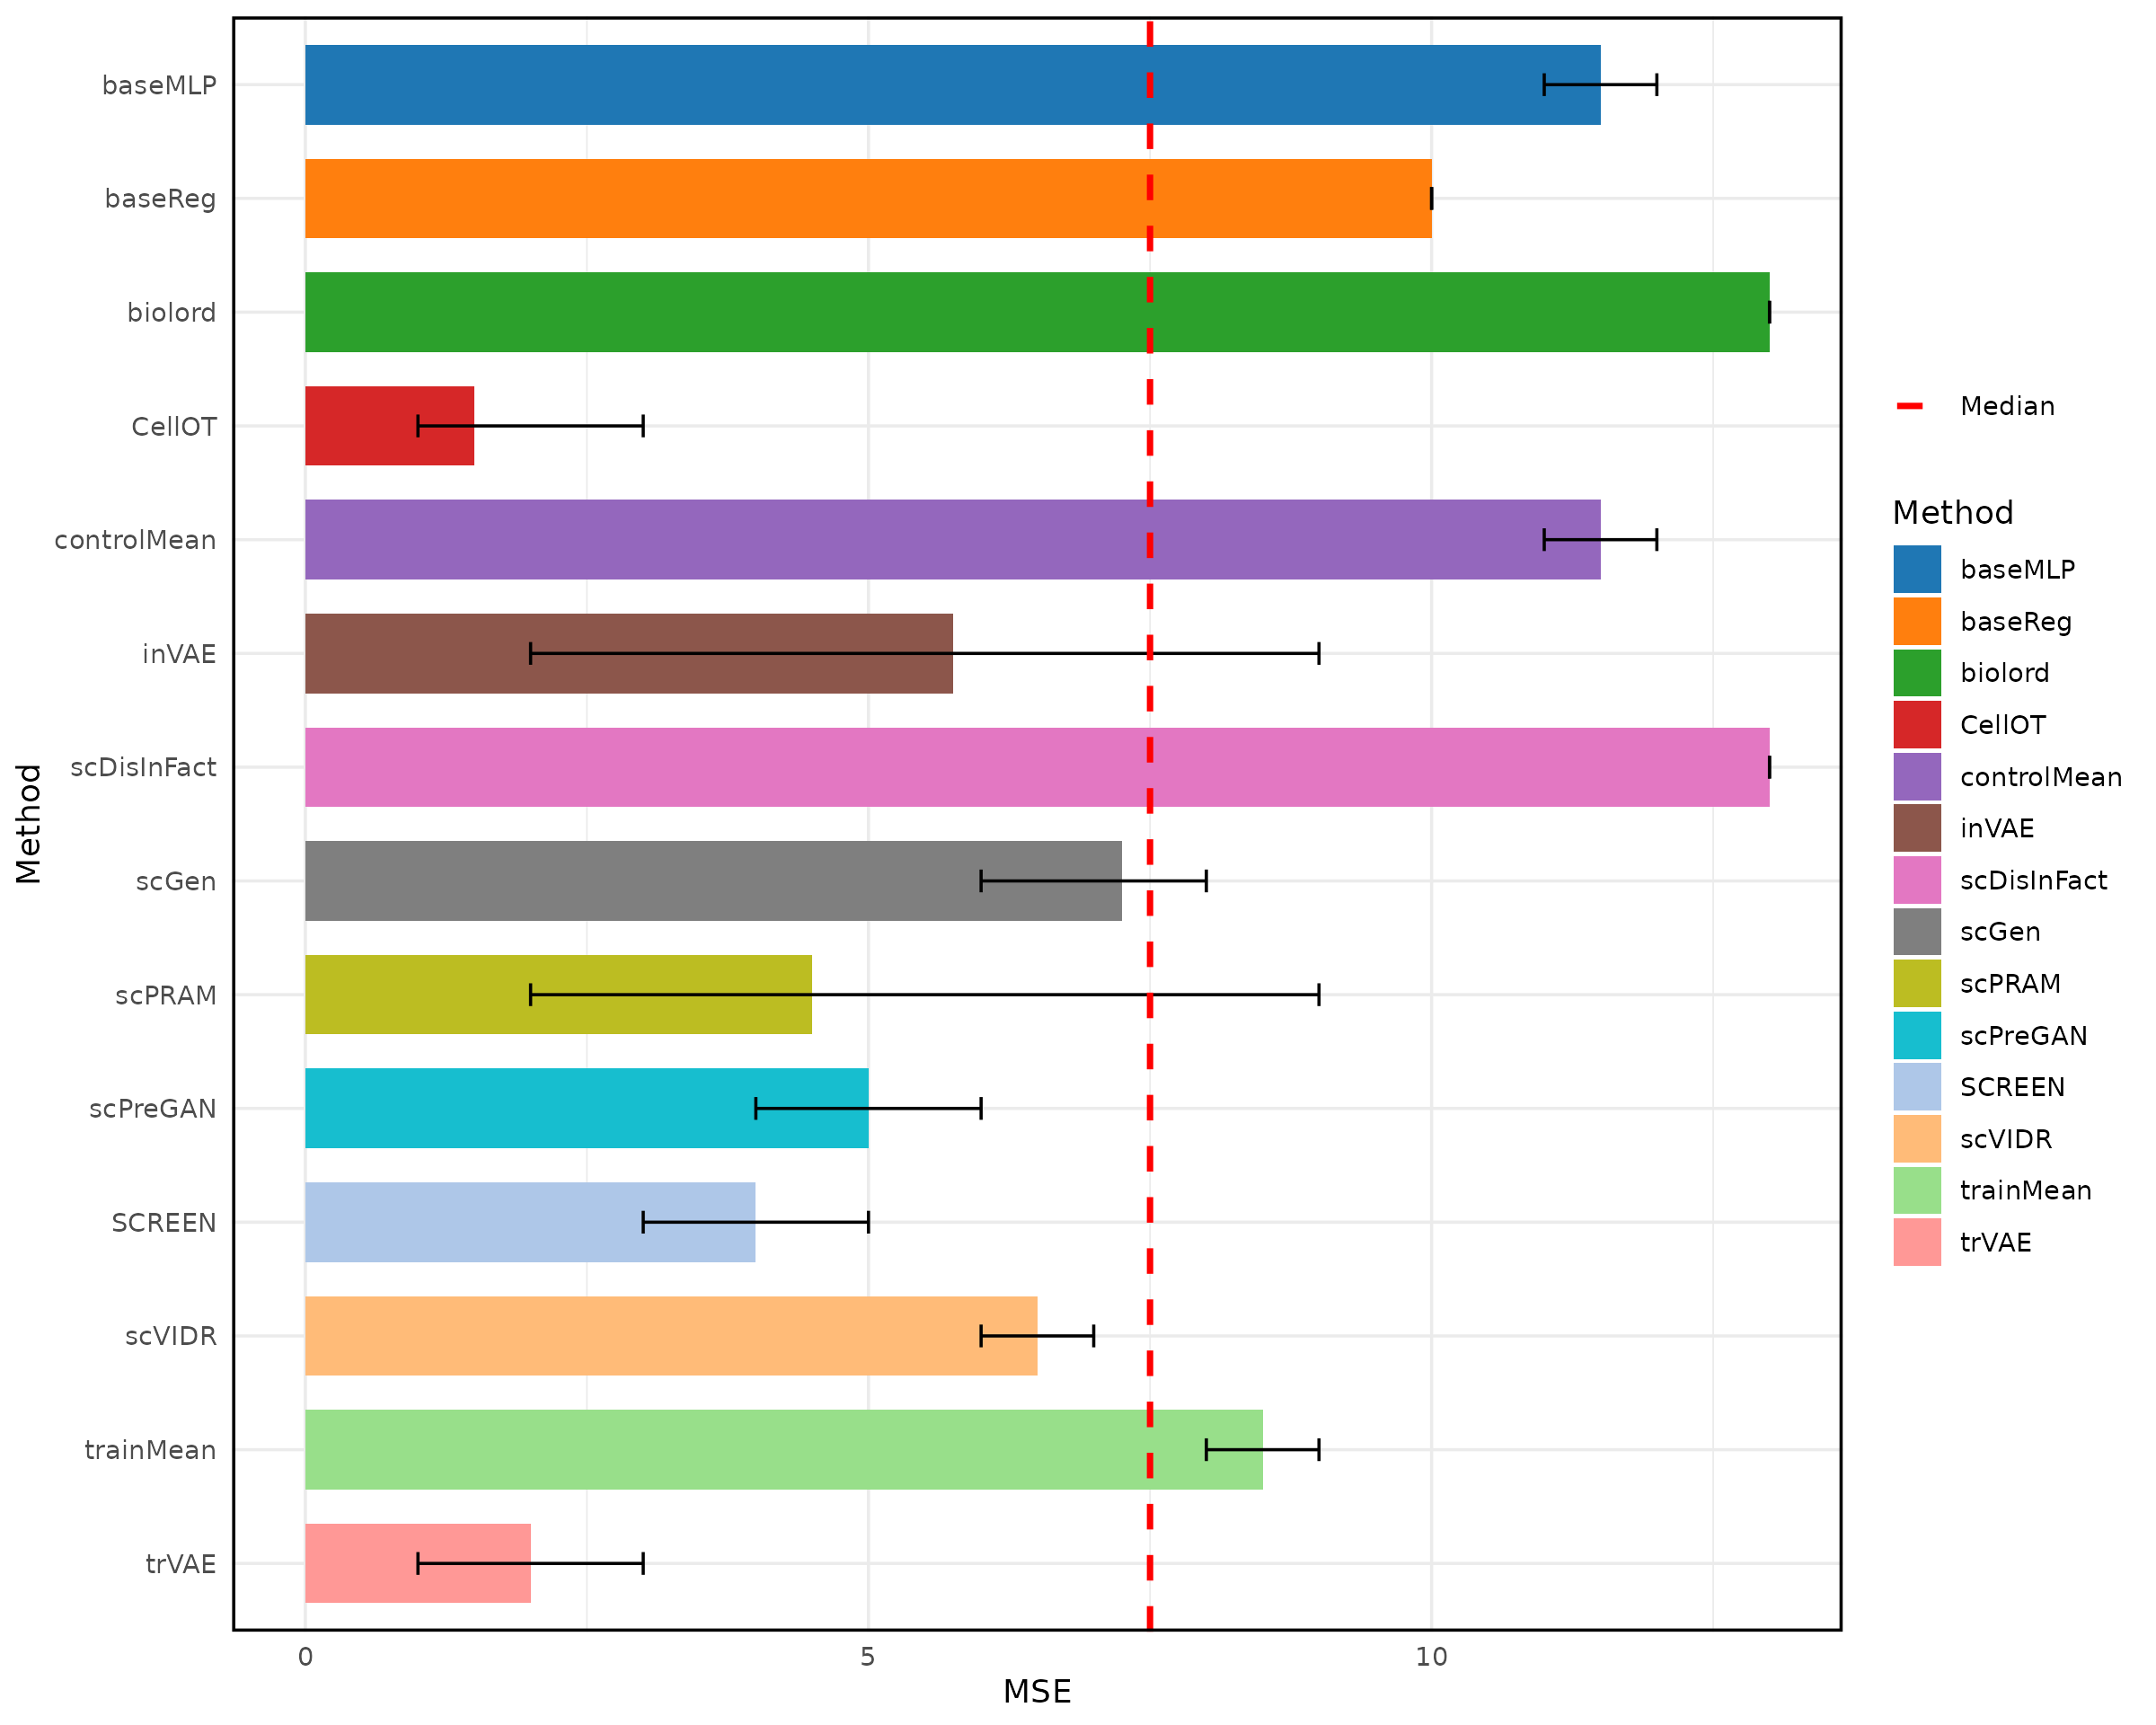 baseMLP
baseReg
biolord
CellOT
controlMean
inVAE
scDisInFact
scGen
scPRAM
scPreGAN
SCREEN
scVIDR
trainMean
trVAE
Method
0 5 10
MSE
Median
Method
baseMLP
baseReg
biolord
CellOT
controlMean
inVAE
scDisInFact
scGen
scPRAM
scPreGAN
SCREEN
scVIDR
trainMean
trVAE